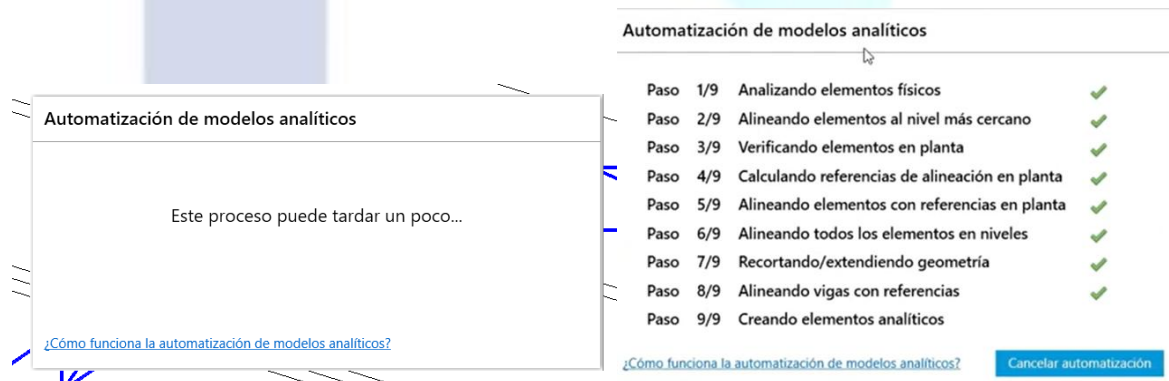 Automatización de modelos analíticos
Este proceso puede tardar un poco...
¿Cómo funciona la automatización de modelos analíticos?
Automatización de modelos analíticos
Paso 1/9 Analizando elementos físicos
Paso 2/9 Alineando elementos al nivel más cercano
Paso 3/9 Verificando elementos en planta
Paso 4/9 Calculando referencias de alineación en planta
Paso 5/9 Alineando elementos con referencias en planta
Paso 6/9 Alineando todos los elementos en niveles
Paso 7/9 Recortando/extendiendo geometría
Paso 8/9 Alineando vigas con referencias
Paso 9/9 Creando elementos analíticos
¿Cómo funciona la automatización de modelos analíticos? Cancelar automatización